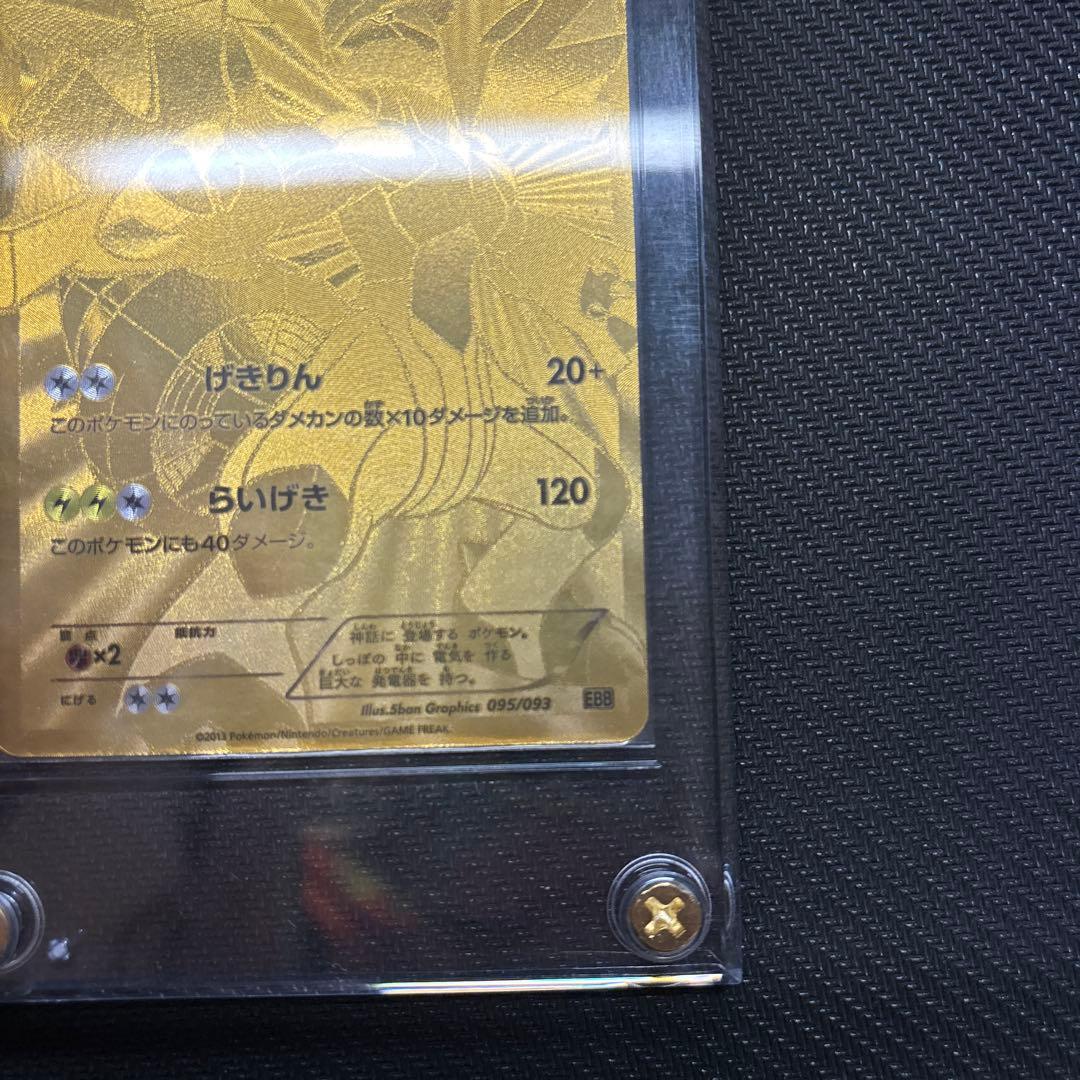 げきりん 20+
このポケモンにのっているダメカンの数×10ダメージを追加。
らいげき 120
このポケモンにも40ダメージ。
弱点 抵抗力
×2
にげる
神話に 登場する ポケモン。
しっぽの 中に 電気を 作る
巨大な 発電器を 持つ。
Illus.5ban Graphics 095/093 EBB
©2013 Pokémon/Nintendo/Creatures/GAME FREAK.